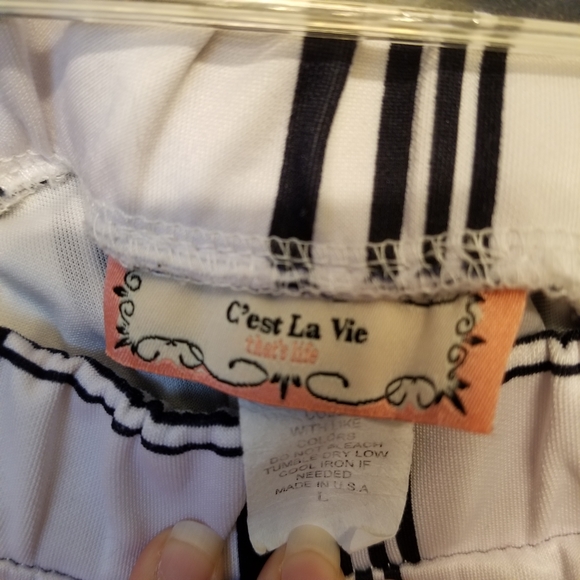 C'est La Vie
that's life
WITH LIKE
COLORS
DO NOT BLEACH
TUMBLE DRY LOW
COOL IRON IF
NEEDED
MADE IN U.S.A
L